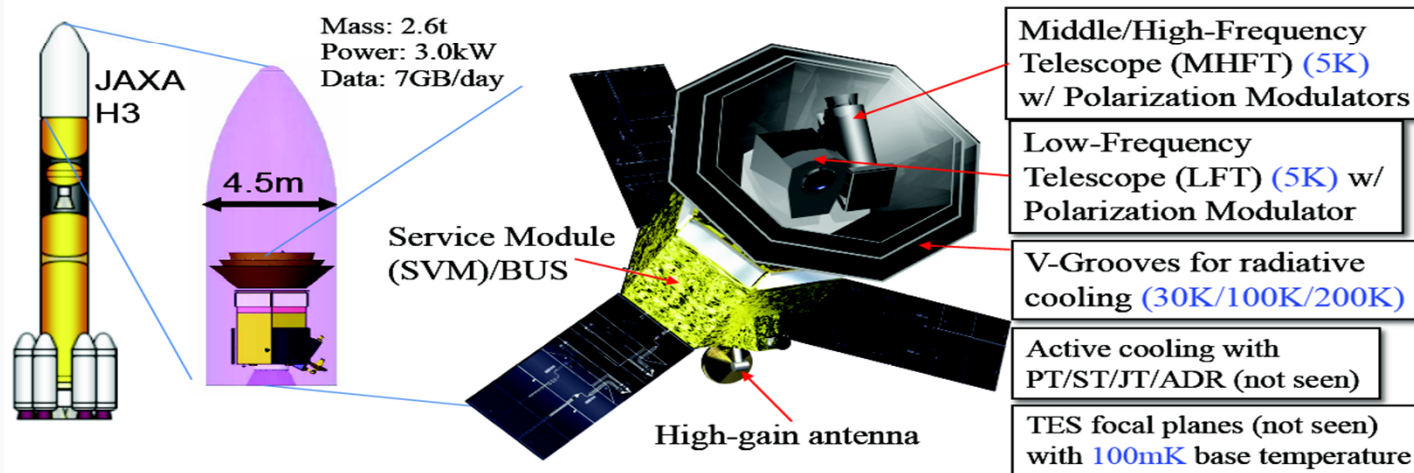 JAXA
H3
Mass: 2.6t
Power: 3.0kW
Data: 7GB/day
4.5m
Service Module
(SVM)/BUS
High-gain antenna
Middle/High-Frequency
Telescope (MHFT) (5K)
w/ Polarization Modulators
Low-Frequency
Telescope (LFT) (5K) w/
Polarization Modulator
V-Grooves for radiative
cooling (30K/100K/200K)
Active cooling with
PT/ST/JT/ADR (not seen)
TES focal planes (not seen)
with 100mK base temperature